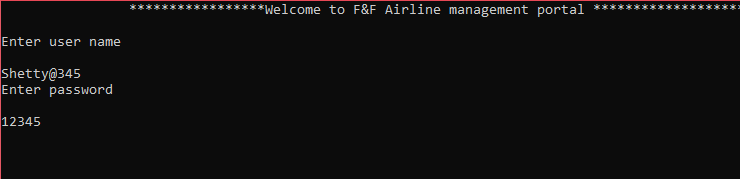 *****************Welcome to F&F Airline management portal *******************
Enter user name
Shetty@345
Enter password
12345